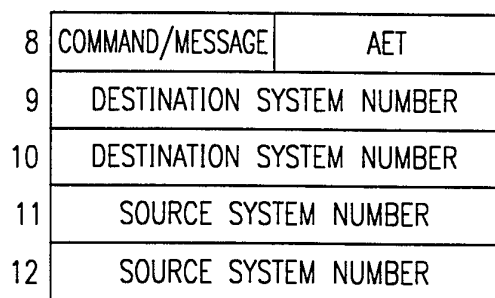 8 COMMAND/MESSAGE AET
9 DESTINATION SYSTEM NUMBER
10 DESTINATION SYSTEM NUMBER
11 SOURCE SYSTEM NUMBER
12 SOURCE SYSTEM NUMBER